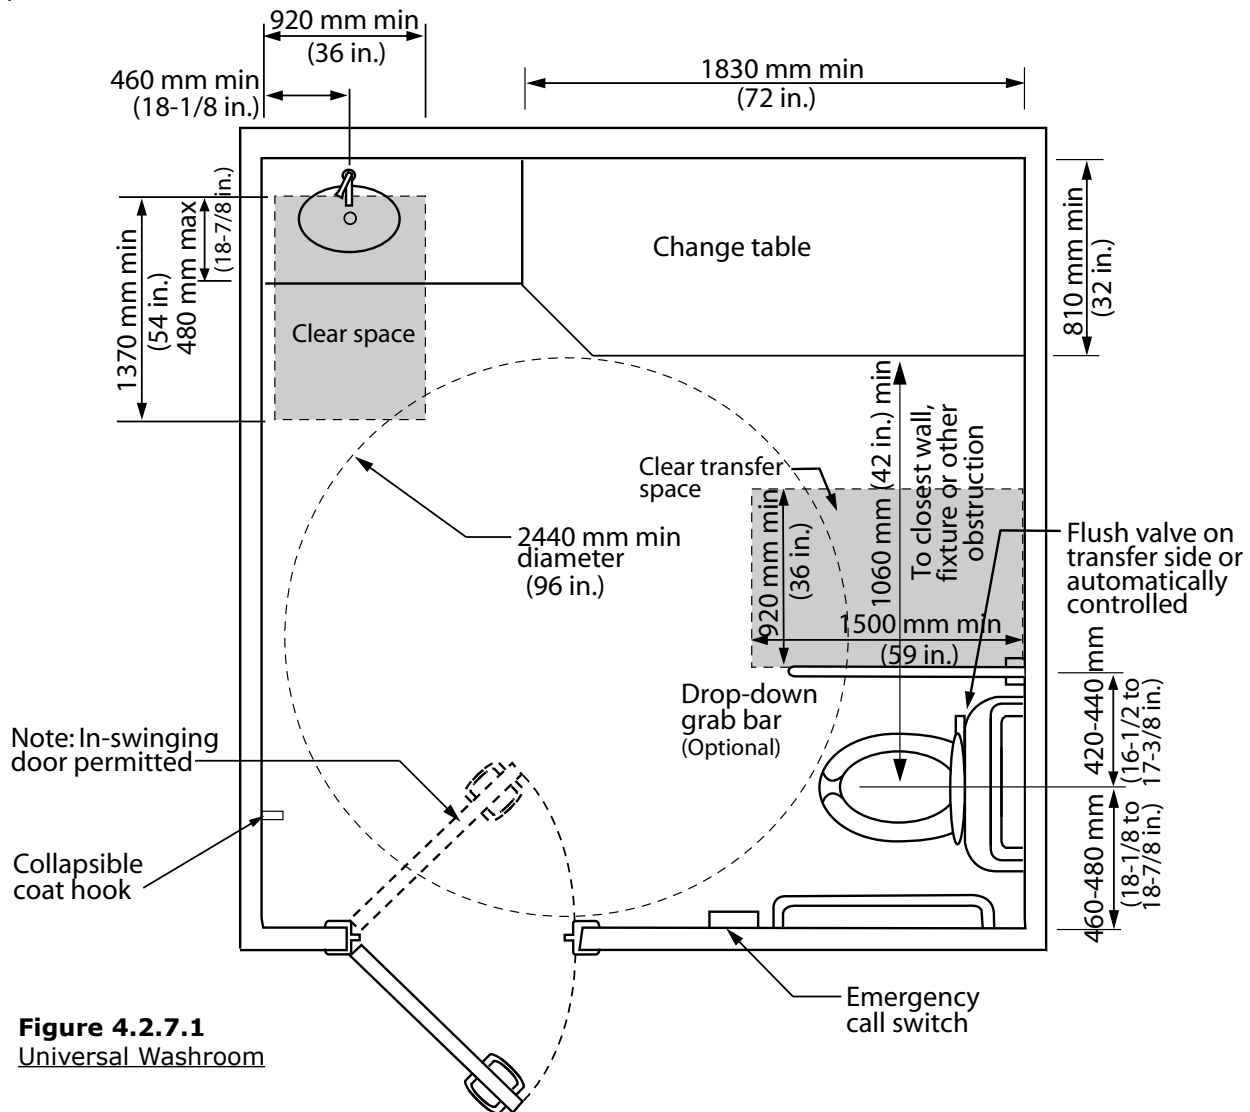 920 mm min
(36 in.)
460 mm min
(18-1/8 in.)
1830 mm min
(72 in.)
1370 mm min
(54 in.)
480 mm max
(18-7/8 in.)
Change table
810 mm min
(32 in.)
Clear space
1060 mm (42 in.) min
To closest wall,
fixture or other
obstruction
Clear transfer
space
920 mm min
(36 in.)
2440 mm min
diameter
(96 in.)
Flush valve on
transfer side or
automatically
controlled
1500 mm min
(59 in.)
Drop-down
grab bar
(Optional)
420-440 mm
(16-1/2 to
17-3/8 in.)
Note: In-swinging
door permitted
460-480 mm
(18-1/8 to
18-7/8 in.)
Collapsible
coat hook
Emergency
call switch
Figure 4.2.7.1
Universal Washroom